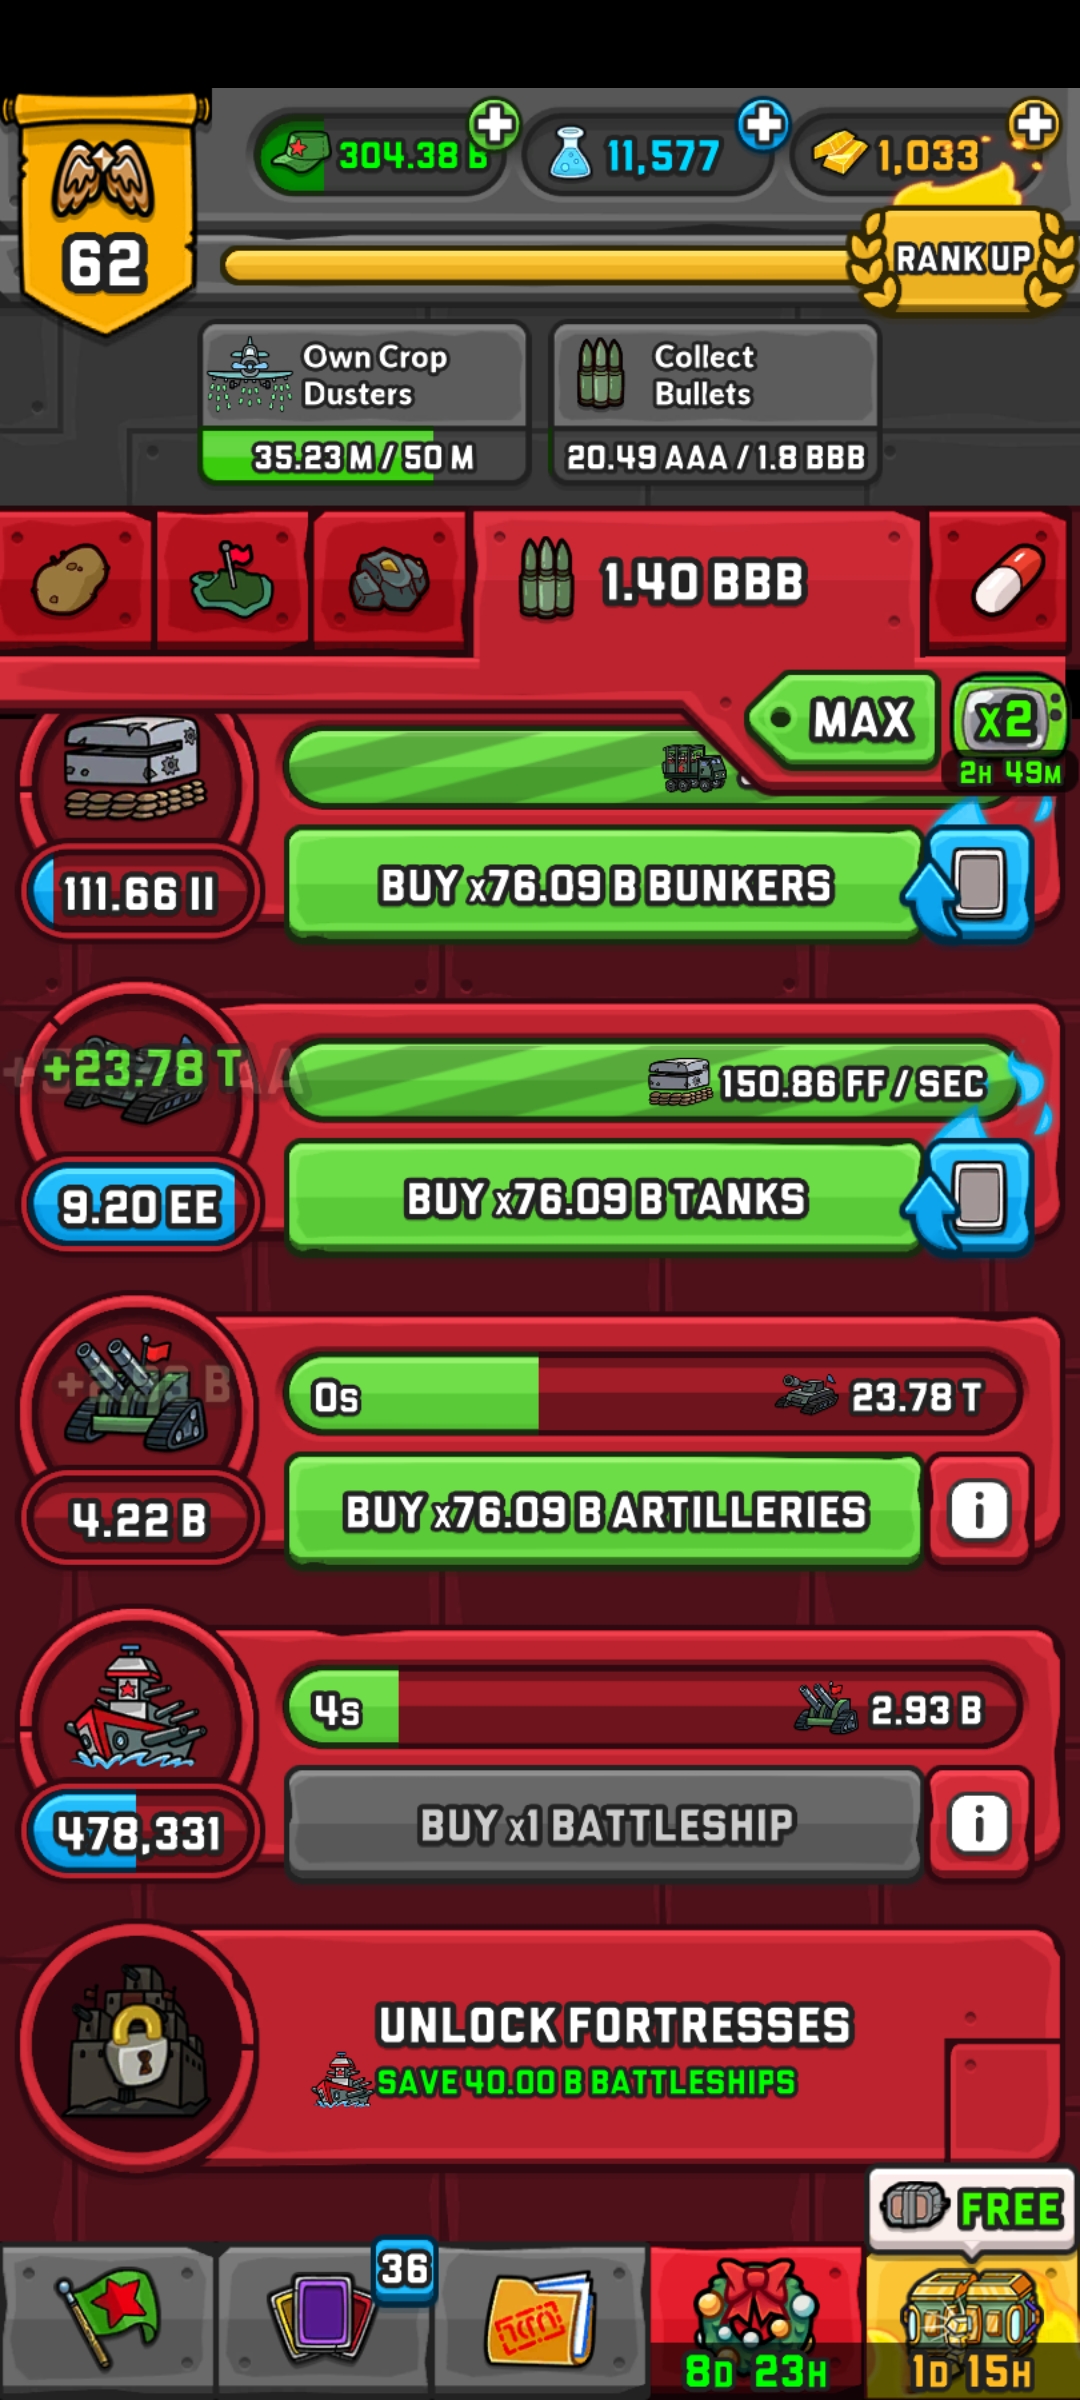 304.38 B
11,577
1,033
62
RANK UP
Own Crop
Dusters
35.23 M / 50 M
Collect
Bullets
20.49 AAA / 1.8 BBB
1.40 BBB
MAX
x2
2H 49M
111.66 II
BUY x76.09 B BUNKERS
+23.78 T
150.86 FF / SEC
9.20 EE
BUY x76.09 B TANKS
0s
23.78 T
4.22 B
BUY x76.09 B ARTILLERIES
i
4s
2.93 B
478,331
BUY x1 BATTLESHIP
i
UNLOCK FORTRESSES
SAVE 40.00 B BATTLESHIPS
FREE
36
8D 23H
1D 15H